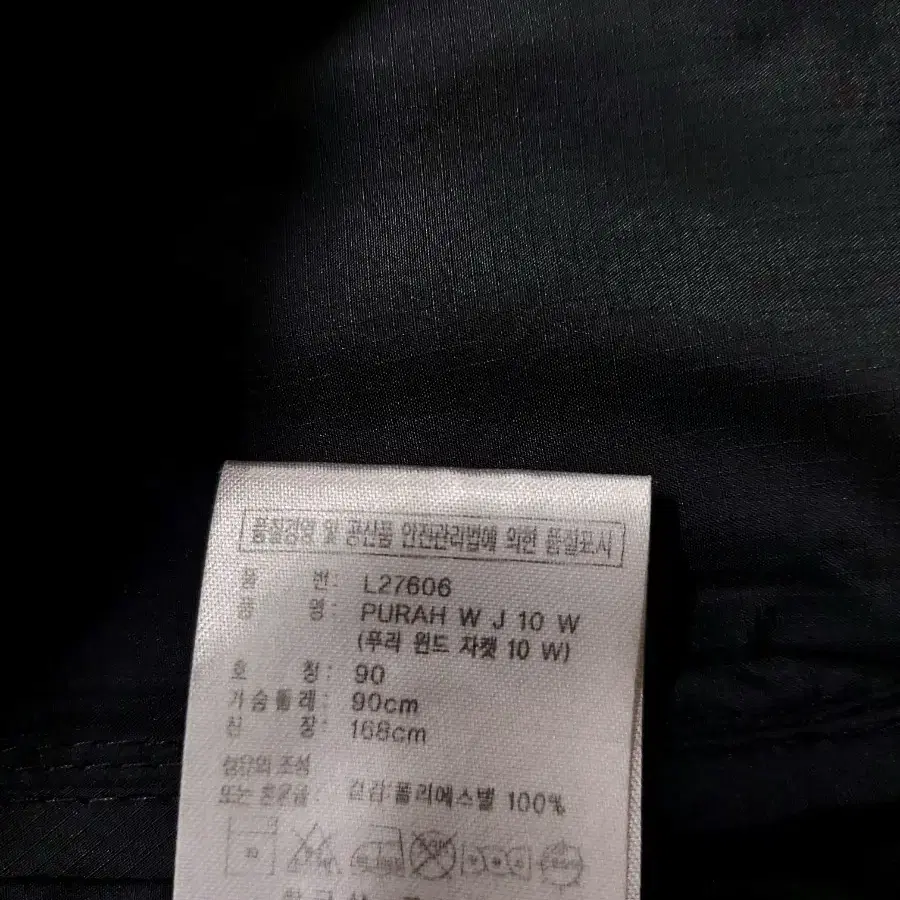 품질경영 및 공산품 안전관리법에 의한 품질표시
품 번: L27606
품 명: PURAH W J 10 W
(푸리 윈드 자켓 10 W)
호 칭: 90
가슴둘레: 90cm
신 장: 168cm
섬유의 조성
또는 혼용율: 겉감:폴리에스텔 100%